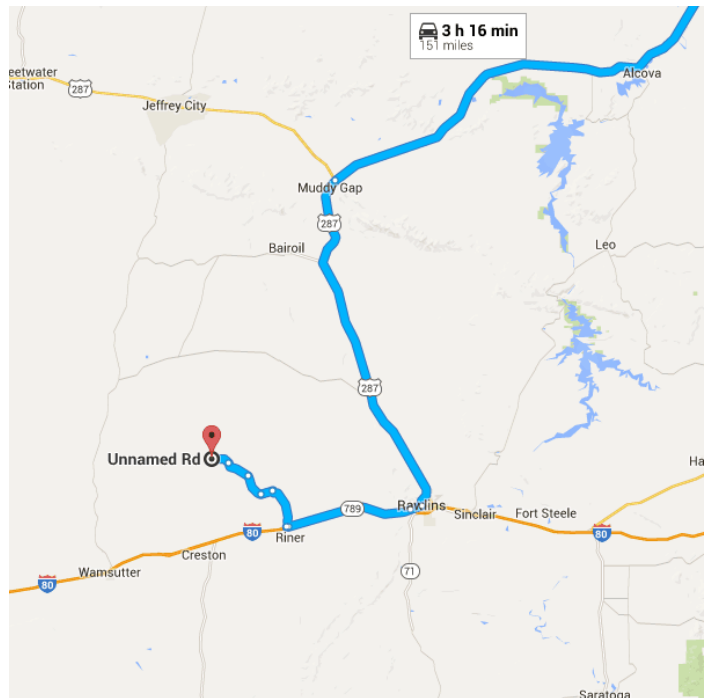 3 h 16 min
151 miles
Alcova
eetwater
Station
287
Jeffrey City
Muddy Gap
287
Bairoil
Leo
287
Unnamed Rd
Rawlins
789
Sinclair
Fort Steele
Ha
80
Riner
80
Creston
Wamsutter
80
71
Saratoga